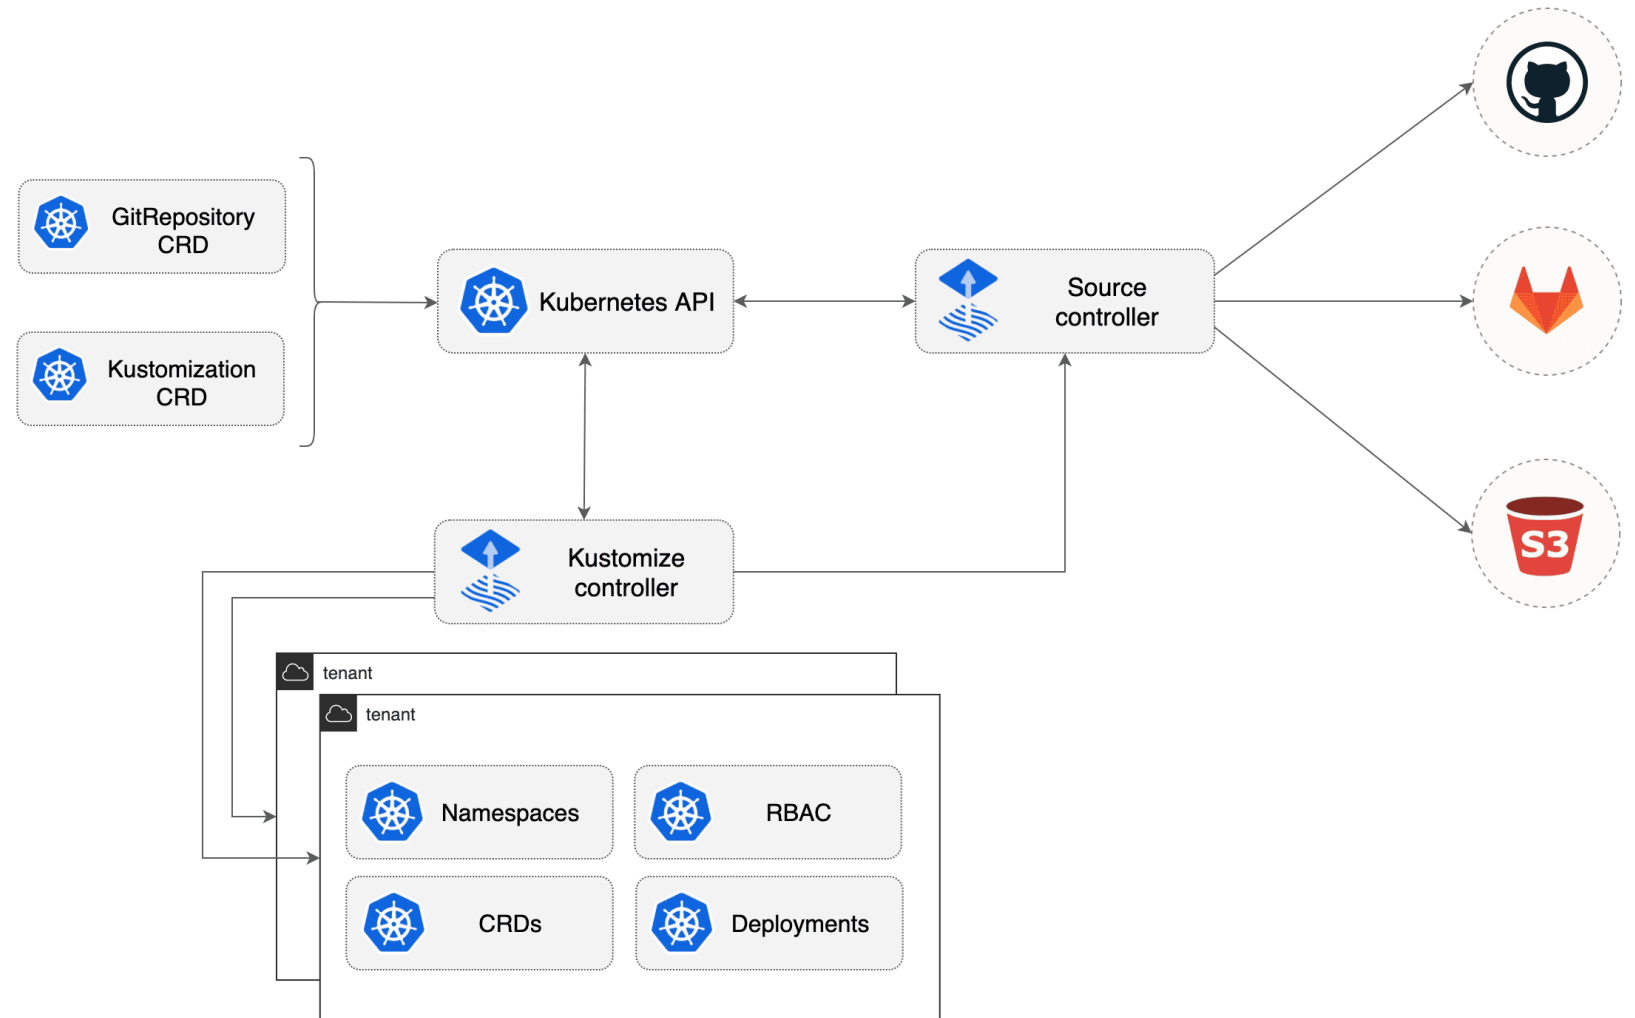 GitRepository
CRD
Kustomization
CRD
Kubernetes API
Source
controller
Kustomize
controller
S3
tenant
tenant
Namespaces
RBAC
CRDs
Deployments